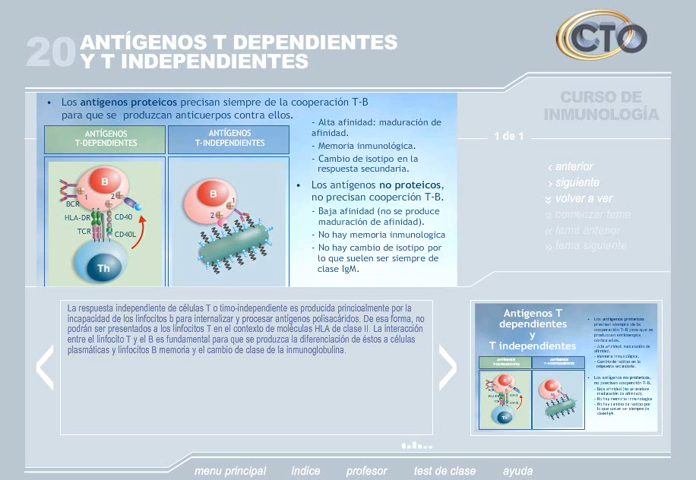 20 ANTÍGENOS T DEPENDIENTES
Y T INDEPENDIENTES
CTO
CURSO DE
INMUNOLOGÍA
1 de 1
‹ anterior
› siguiente
volver a ver
comenzar tema
tema anterior
tema siguiente
• Los antígenos proteicos precisan siempre de la cooperación T-B
para que se produzcan anticuerpos contra ellos.
ANTÍGENOS
T-DEPENDIENTES
ANTÍGENOS
T-INDEPENDIENTES
B
1
2
BCR
HLA-DR
CD40
TCR
CD40L
Th
B
1
2
- Alta afinidad: maduración de
afinidad.
- Memoria inmunológica.
- Cambio de isotipo en la
respuesta secundaria.
• Los antígenos no proteicos,
no precisan cooperción T-B.
- Baja afinidad (no se produce
maduración de afinidad).
- No hay memoria inmunologica
- No hay cambio de isotipo por
lo que suelen ser siempre de
clase IgM.
La respuesta independiente de células T o timo-independiente es producida princioalmente por la
incapacidad de los linfocitos b para internalizar y procesar antígenos polisacáridos. De esa forma, no
podrán ser presentados a los linfocitos T en el contexto de moléculas HLA de clase II. La interacción
entre el linfocito T y el B es fundamental para que se produzca la diferenciación de éstos a células
plasmáticas y linfocitos B memoria y el cambio de clase de la inmunoglobulina.
Antígenos T
dependientes
y
T independientes
menu principal índice profesor test de clase ayuda